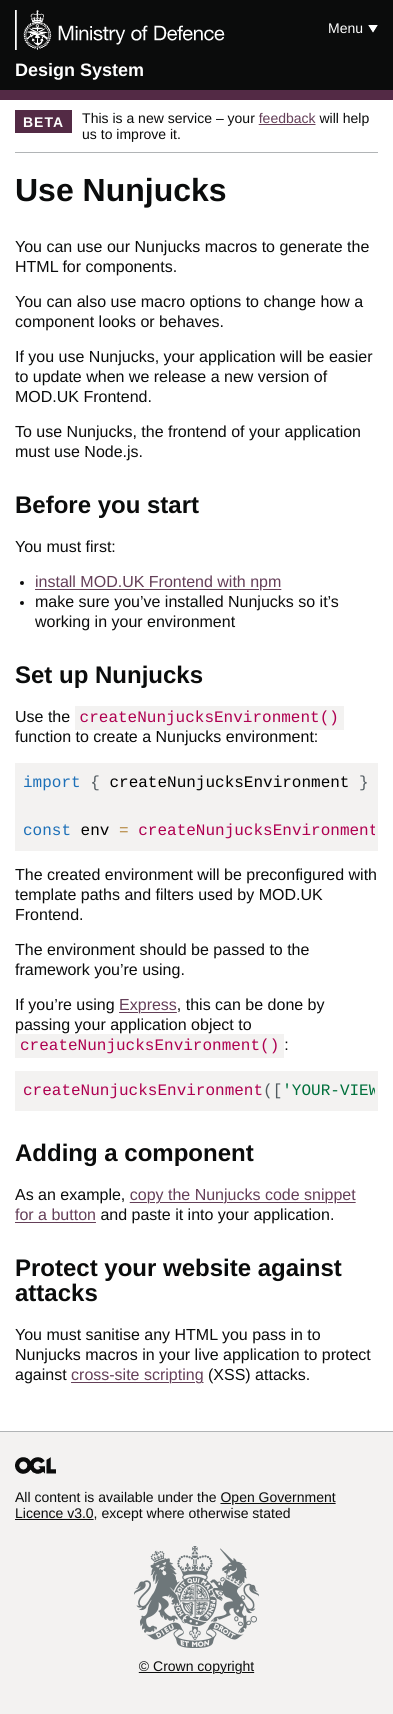 Ministry of Defence
Menu
Design System
BETA
This is a new service – your feedback will help
us to improve it.
Use Nunjucks
You can use our Nunjucks macros to generate the
HTML for components.
You can also use macro options to change how a
component looks or behaves.
If you use Nunjucks, your application will be easier
to update when we release a new version of
MOD.UK Frontend.
To use Nunjucks, the frontend of your application
must use Node.js.
Before you start
You must first:
• install MOD.UK Frontend with npm
• make sure you’ve installed Nunjucks so it’s
working in your environment
Set up Nunjucks
Use the createNunjucksEnvironment()
function to create a Nunjucks environment:
import { createNunjucksEnvironment }
const env = createNunjucksEnvironment
The created environment will be preconfigured with
template paths and filters used by MOD.UK
Frontend.
The environment should be passed to the
framework you’re using.
If you’re using Express, this can be done by
passing your application object to
createNunjucksEnvironment():
createNunjucksEnvironment(['YOUR-VIEW
Adding a component
As an example, copy the Nunjucks code snippet
for a button and paste it into your application.
Protect your website against
attacks
You must sanitise any HTML you pass in to
Nunjucks macros in your live application to protect
against cross-site scripting (XSS) attacks.
OGL
All content is available under the Open Government
Licence v3.0, except where otherwise stated
DIEU ET MON DROIT
© Crown copyright